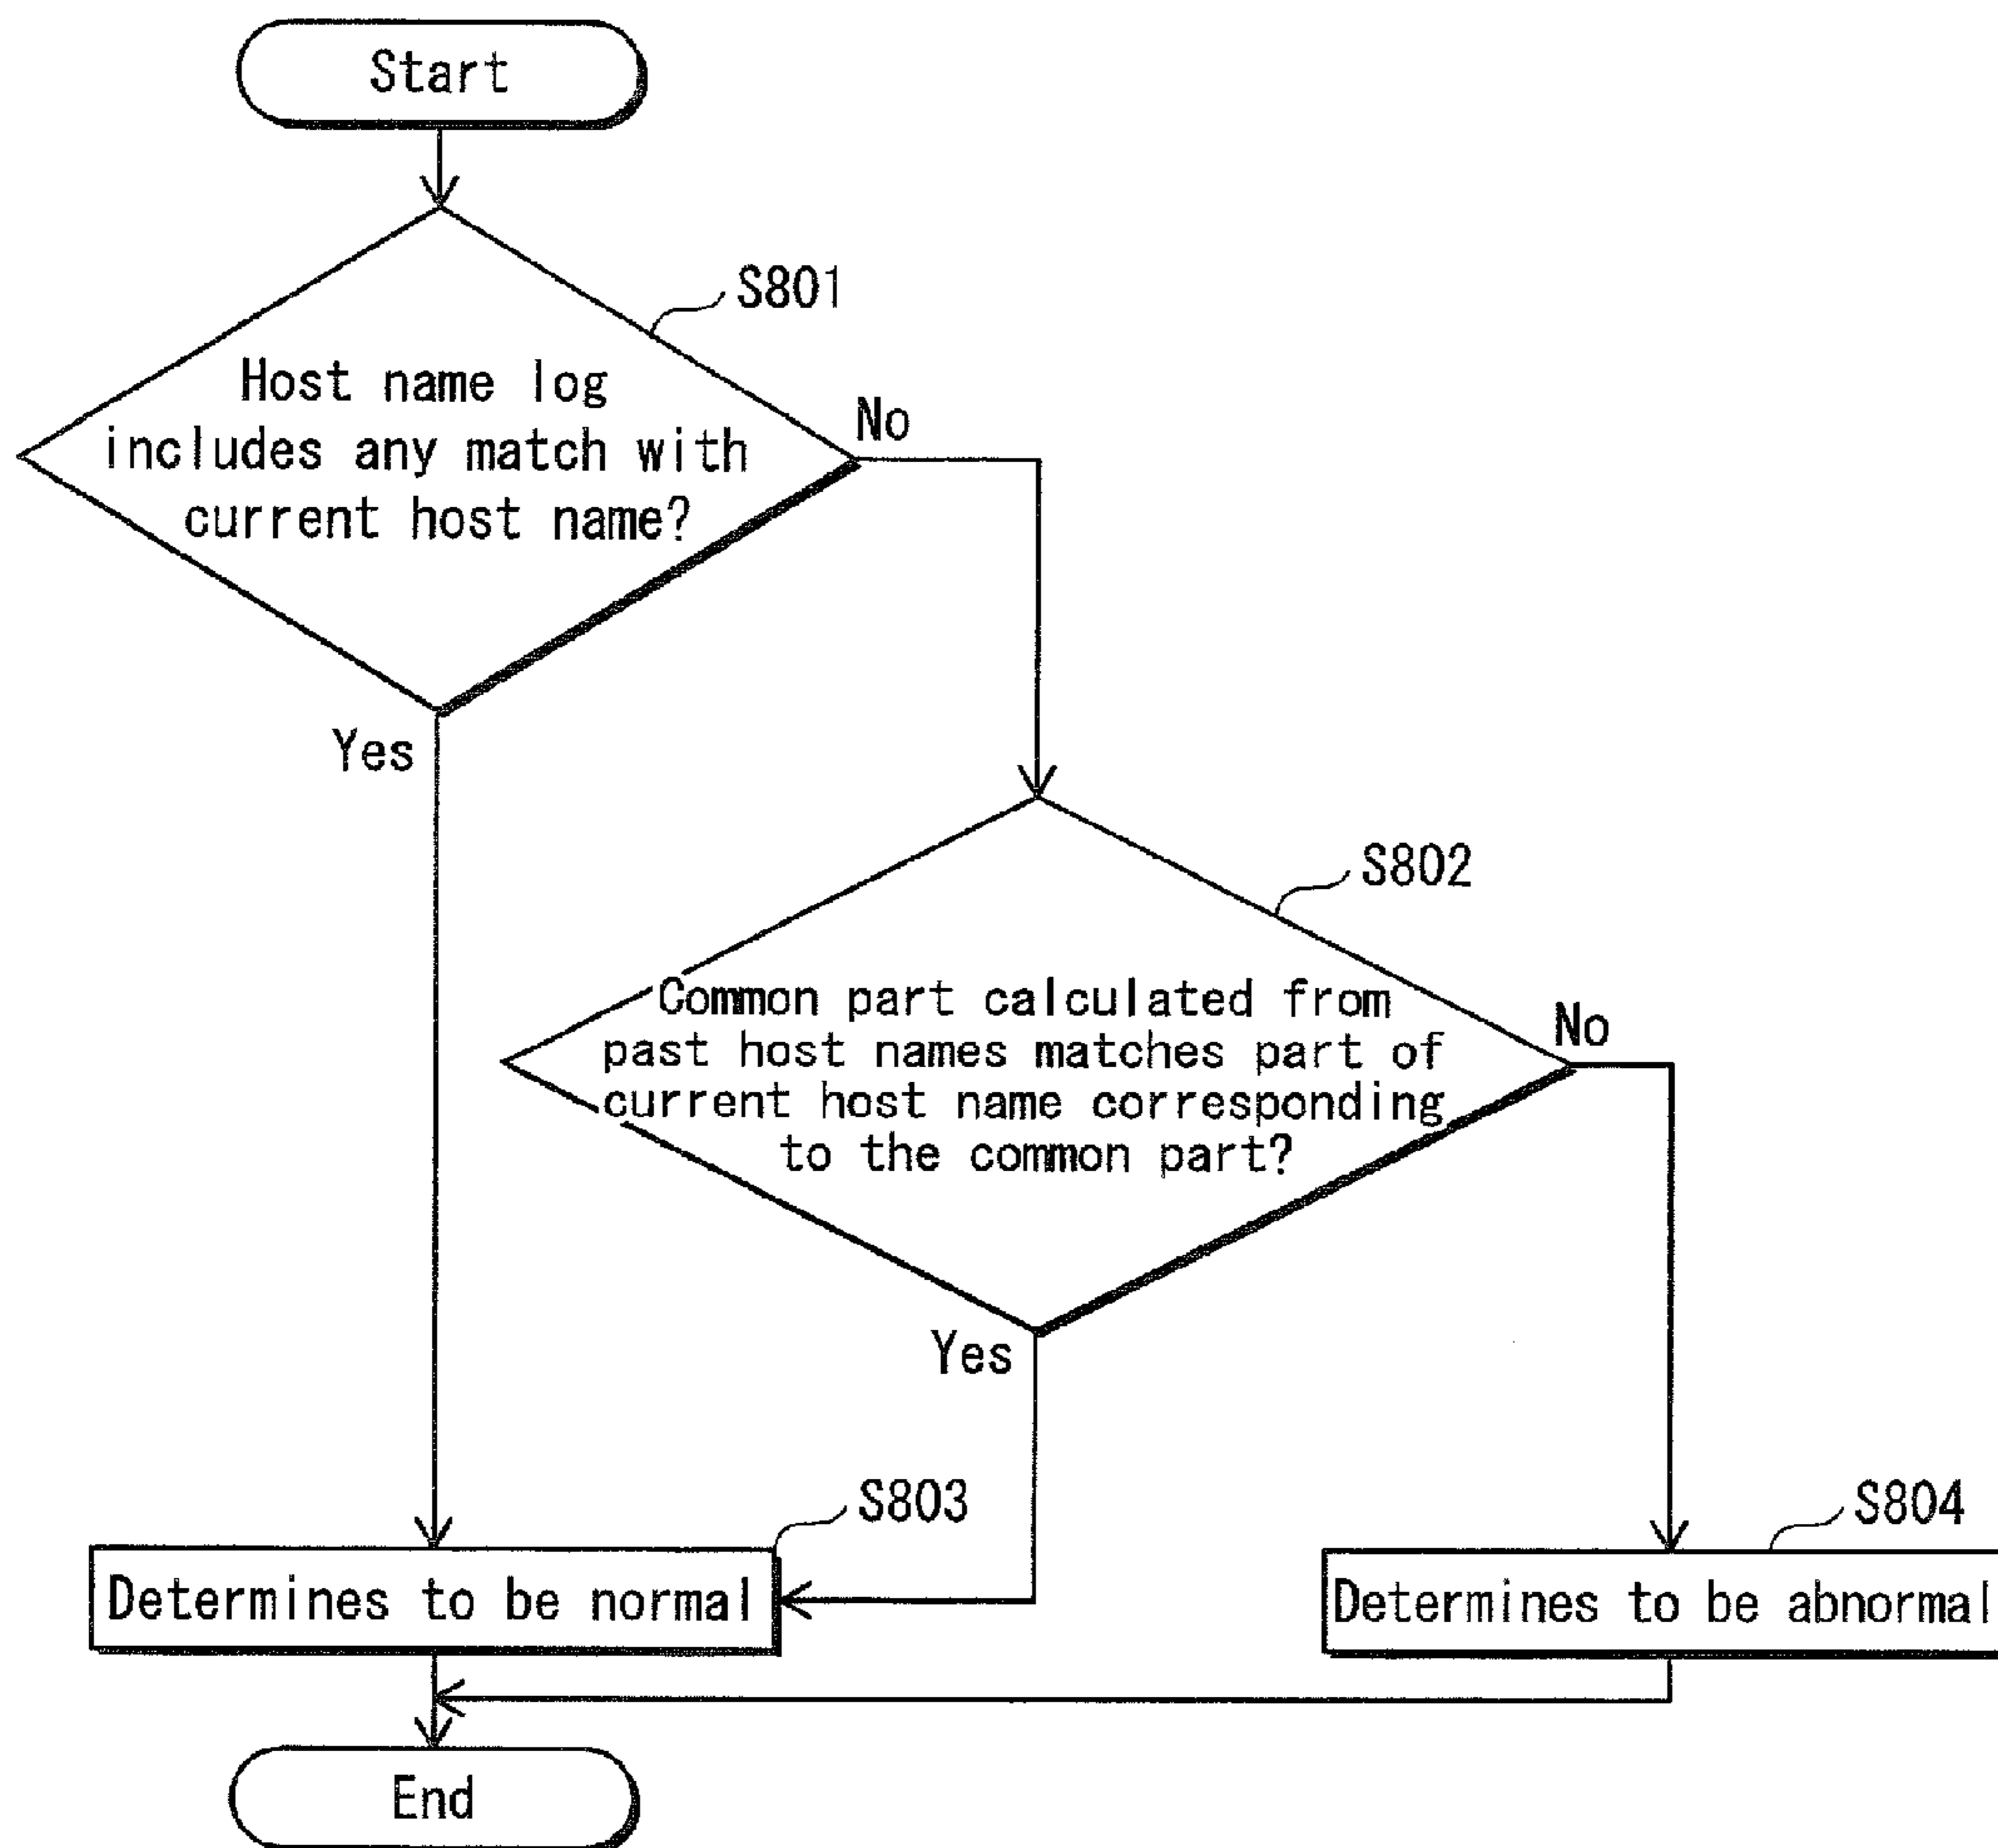 Start
S801
Host name log
includes any match with
current host name?
No
Yes
S802
Common part calculated from
past host names matches part of
current host name corresponding
to the common part?
No
Yes
S803
Determines to be normal
S804
Determines to be abnormal
End